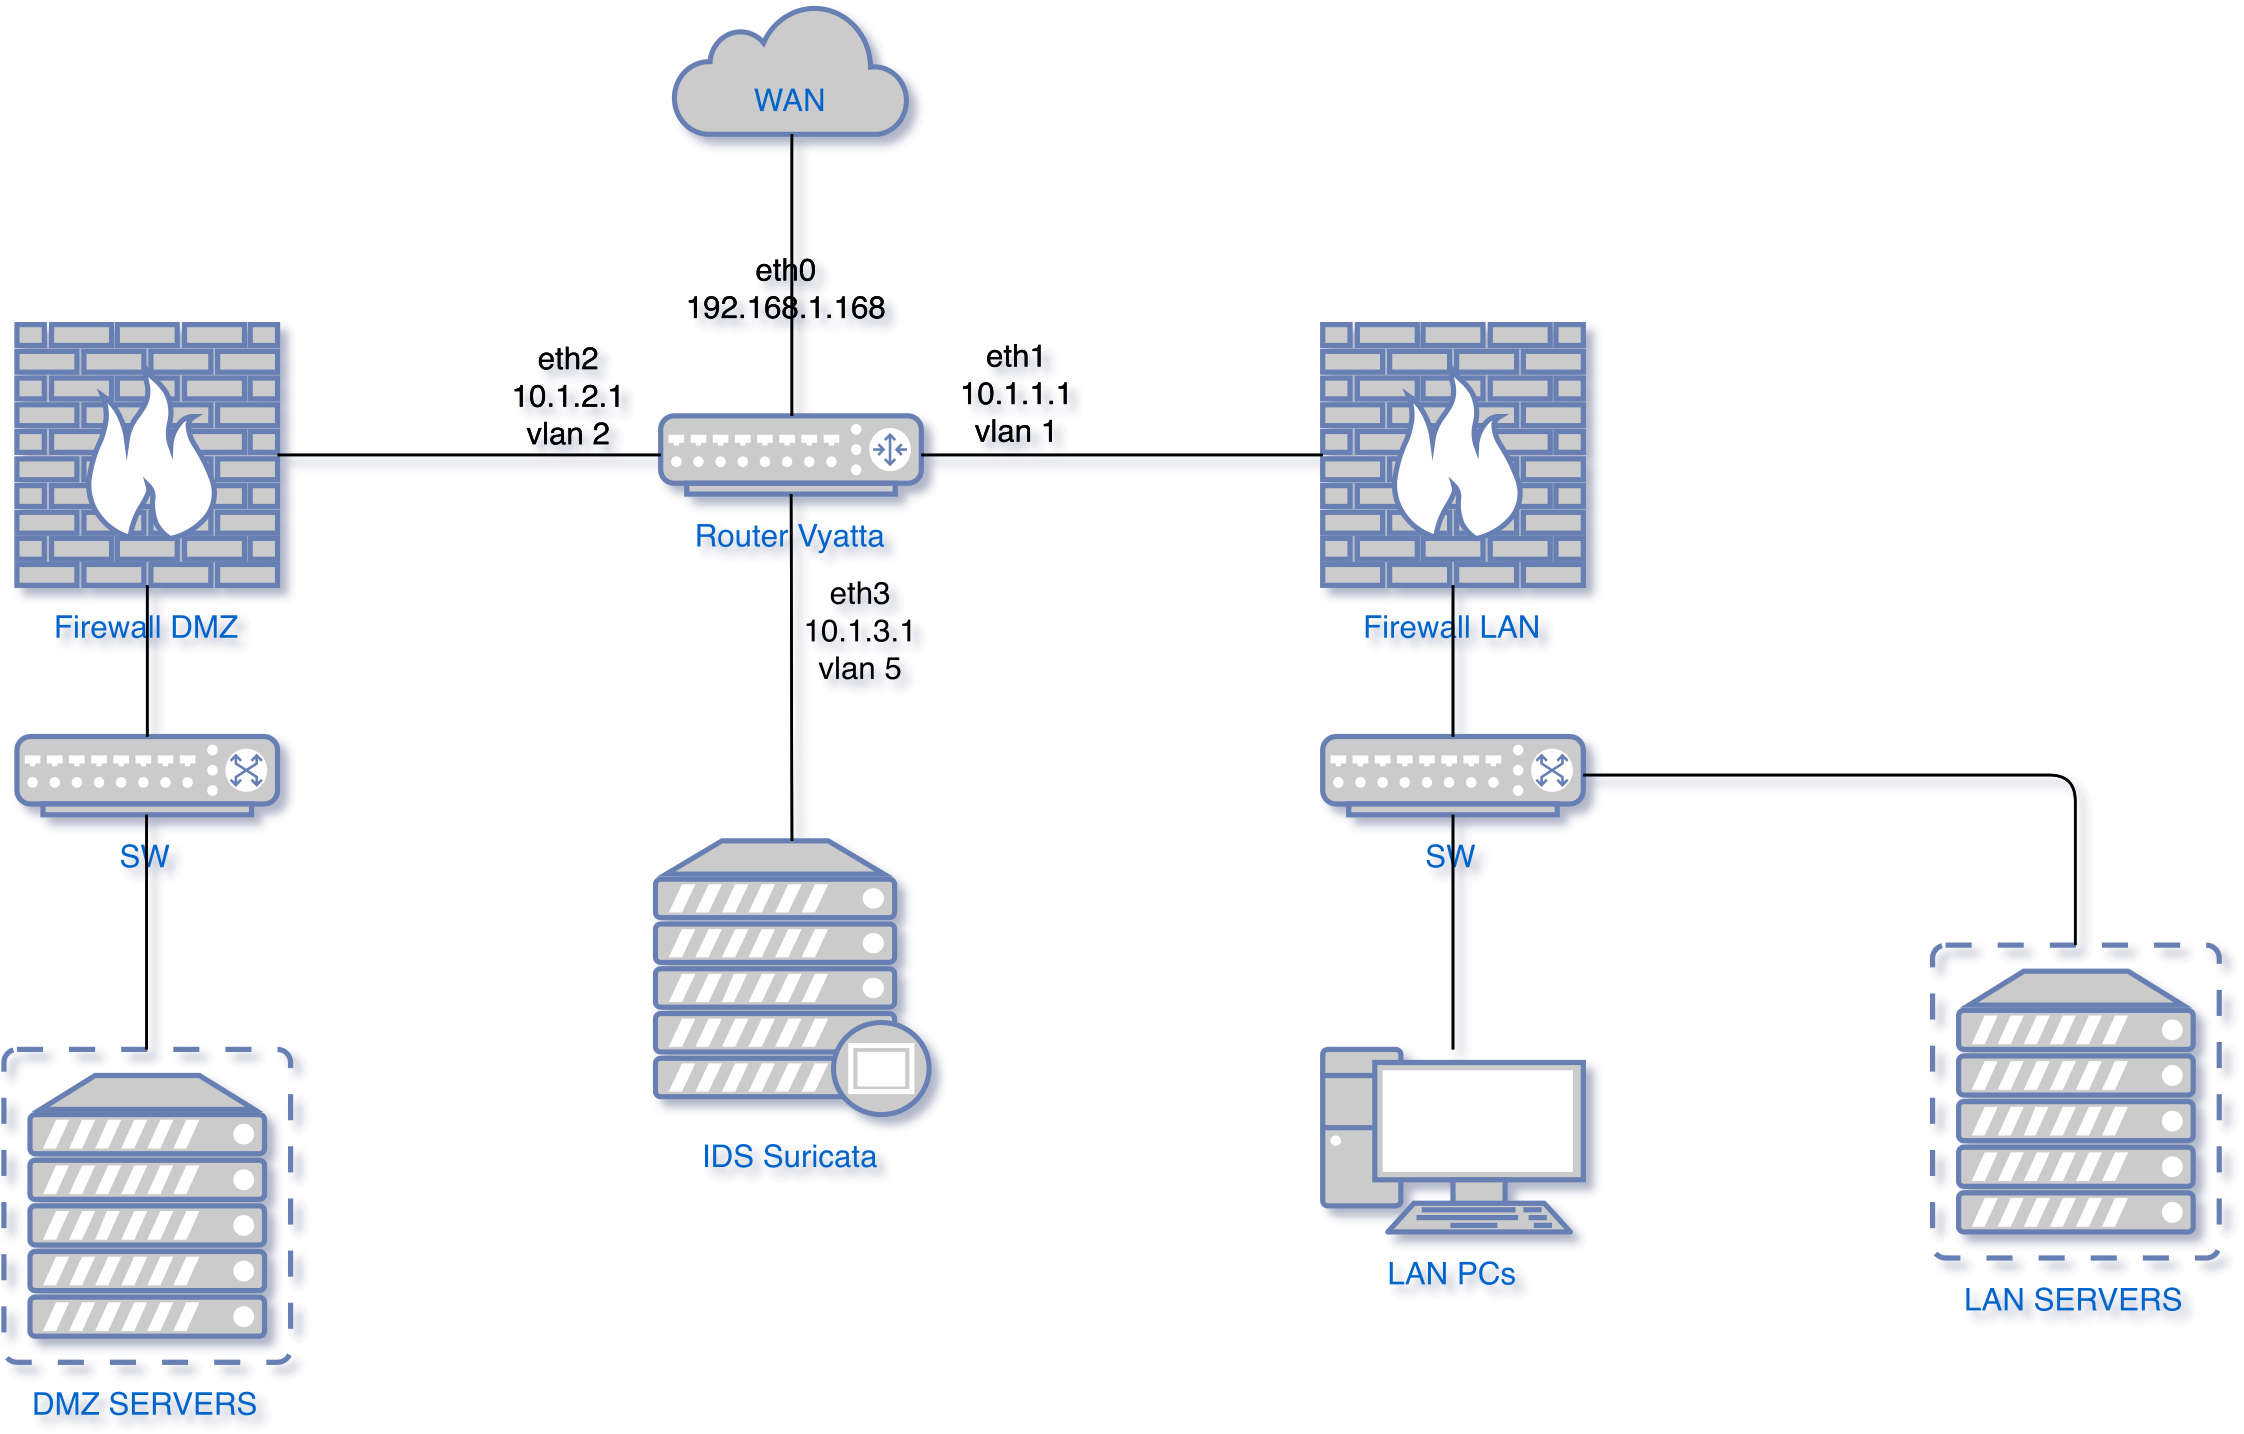 WAN
eth0
192.168.1.168
eth2
10.1.2.1
vlan 2
eth1
10.1.1.1
vlan 1
Router Vyatta
eth3
10.1.3.1
vlan 5
Firewall DMZ
Firewall LAN
SW
SW
IDS Suricata
LAN PCs
LAN SERVERS
DMZ SERVERS